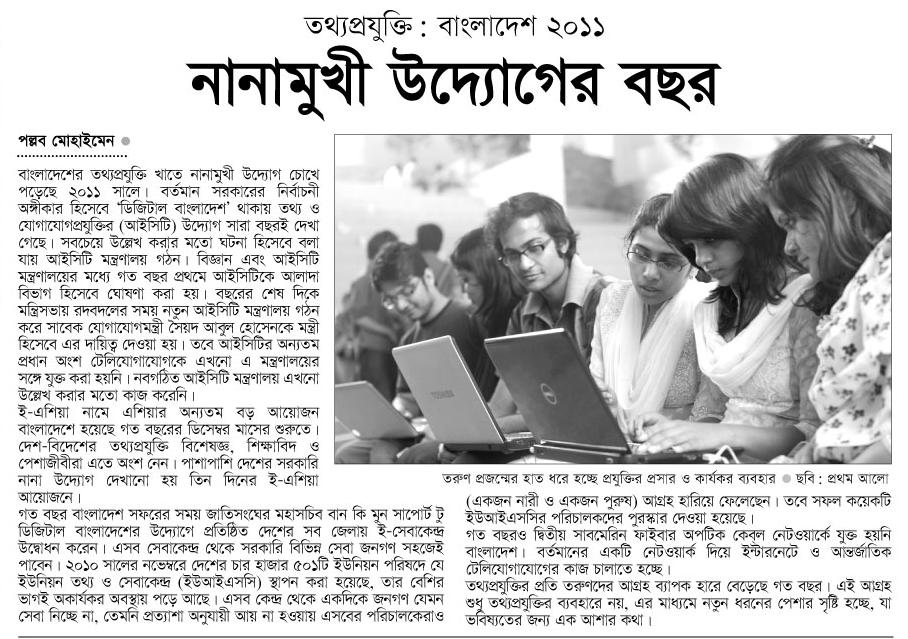 তথ্যপ্রযুক্তি : বাংলাদেশ ২০১১
নানামুখী উদ্যোগের বছর
পল্লব মোহাইমেন
বাংলাদেশের তথ্যপ্রযুক্তি খাতে নানামুখী উদ্যোগ চোখে
পড়েছে ২০১১ সালে। বর্তমান সরকারের নির্বাচনী
অঙ্গীকার হিসেবে ‘ডিজিটাল বাংলাদেশ’ থাকায় তথ্য ও
যোগাযোগপ্রযুক্তির (আইসিটি) উদ্যোগ সারা বছরই দেখা
গেছে। সবচেয়ে উল্লেখ করার মতো ঘটনা হিসেবে বলা
যায় আইসিটি মন্ত্রণালয় গঠন। বিজ্ঞান এবং আইসিটি
মন্ত্রণালয়ের মধ্যে গত বছর প্রথমে আইসিটিকে আলাদা
বিভাগ হিসেবে ঘোষণা করা হয়। বছরের শেষ দিকে
মন্ত্রিসভায় রদবদলের সময় নতুন আইসিটি মন্ত্রণালয় গঠন
করে সাবেক যোগাযোগমন্ত্রী সৈয়দ আবুল হোসেনকে মন্ত্রী
হিসেবে এর দায়িত্ব দেওয়া হয়। তবে আইসিটির অন্যতম
প্রধান অংশ টেলিযোগাযোগকে এখনো এ মন্ত্রণালয়ের
সঙ্গে যুক্ত করা হয়নি। নবগঠিত আইসিটি মন্ত্রণালয় এখনো
উল্লেখ করার মতো কাজ করেনি।
ই-এশিয়া নামে এশিয়ার অন্যতম বড় আয়োজন
বাংলাদেশে হয়েছে গত বছরের ডিসেম্বর মাসের শুরুতে।
দেশ-বিদেশের তথ্যপ্রযুক্তি বিশেষজ্ঞ, শিক্ষাবিদ ও
পেশাজীবীরা এতে অংশ নেন। পাশাপাশি দেশের সরকারি
নানা উদ্যোগ দেখানো হয় তিন দিনের ই-এশিয়া
আয়োজনে।
গত বছর বাংলাদেশ সফরের সময় জাতিসংঘের মহাসচিব বান কি মুন সাপোর্ট টু
ডিজিটাল বাংলাদেশের উদ্যোগে প্রতিষ্ঠিত দেশের সব জেলায় ই-সেবাকেন্দ্র
উদ্বোধন করেন। এসব সেবাকেন্দ্র থেকে সরকারি বিভিন্ন সেবা জনগণ সহজেই
পাবেন। ২০১০ সালের নভেম্বরে দেশের চার হাজার ৫০১টি ইউনিয়ন পরিষদে যে
ইউনিয়ন তথ্য ও সেবাকেন্দ্র (ইউআইএসসি) স্থাপন করা হয়েছে, তার বেশির
ভাগই অকার্যকর অবস্থায় পড়ে আছে। এসব কেন্দ্র থেকে একদিকে জনগণ যেমন
সেবা নিচ্ছে না, তেমনি প্রত্যাশা অনুযায়ী আয় না হওয়ায় এসবের পরিচালকেরাও
TOSHIBA
DELL
তরুণ প্রজন্মের হাত ধরে হচ্ছে প্রযুক্তির প্রসার ও কার্যকর ব্যবহার ● ছবি : প্রথম আলো
(একজন নারী ও একজন পুরুষ) আগ্রহ হারিয়ে ফেলেছেন। তবে সফল কয়েকটি
ইউআইএসসির পরিচালকদের পুরস্কার দেওয়া হয়েছে।
গত বছরও দ্বিতীয় সাবমেরিন ফাইবার অপটিক কেব্‌ল নেটওয়ার্কে যুক্ত হয়নি
বাংলাদেশ। বর্তমানের একটি নেটওয়ার্ক দিয়ে ইন্টারনেটে ও আন্তর্জাতিক
টেলিযোগাযোগের কাজ চালাতে হচ্ছে।
তথ্যপ্রযুক্তির প্রতি তরুণদের আগ্রহ ব্যাপক হারে বেড়েছে গত বছর। এই আগ্রহ
শুধু তথ্যপ্রযুক্তির ব্যবহারে নয়, এর মাধ্যমে নতুন ধরনের পেশার সৃষ্টি হচ্ছে, যা
ভবিষ্যতের জন্য এক আশার কথা।